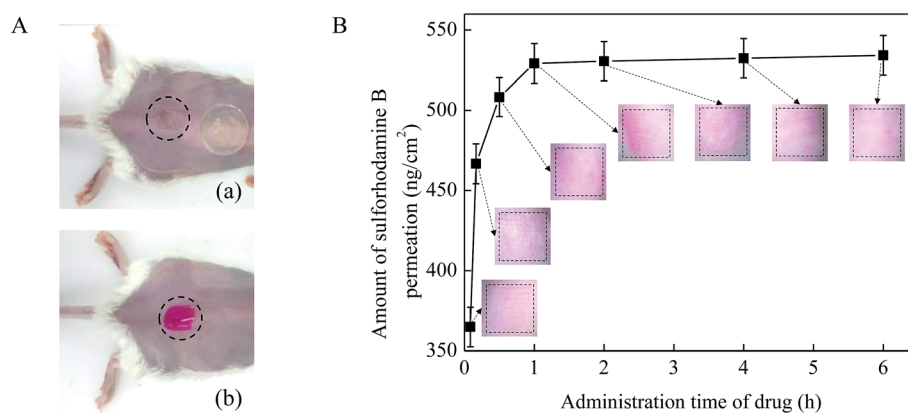 A
(a)
(b)
B
Amount of sulforhodamine B
permeation (ng/cm²)
550
500
450
400
350
0 1 2 3 4 5 6
Administration time of drug (h)